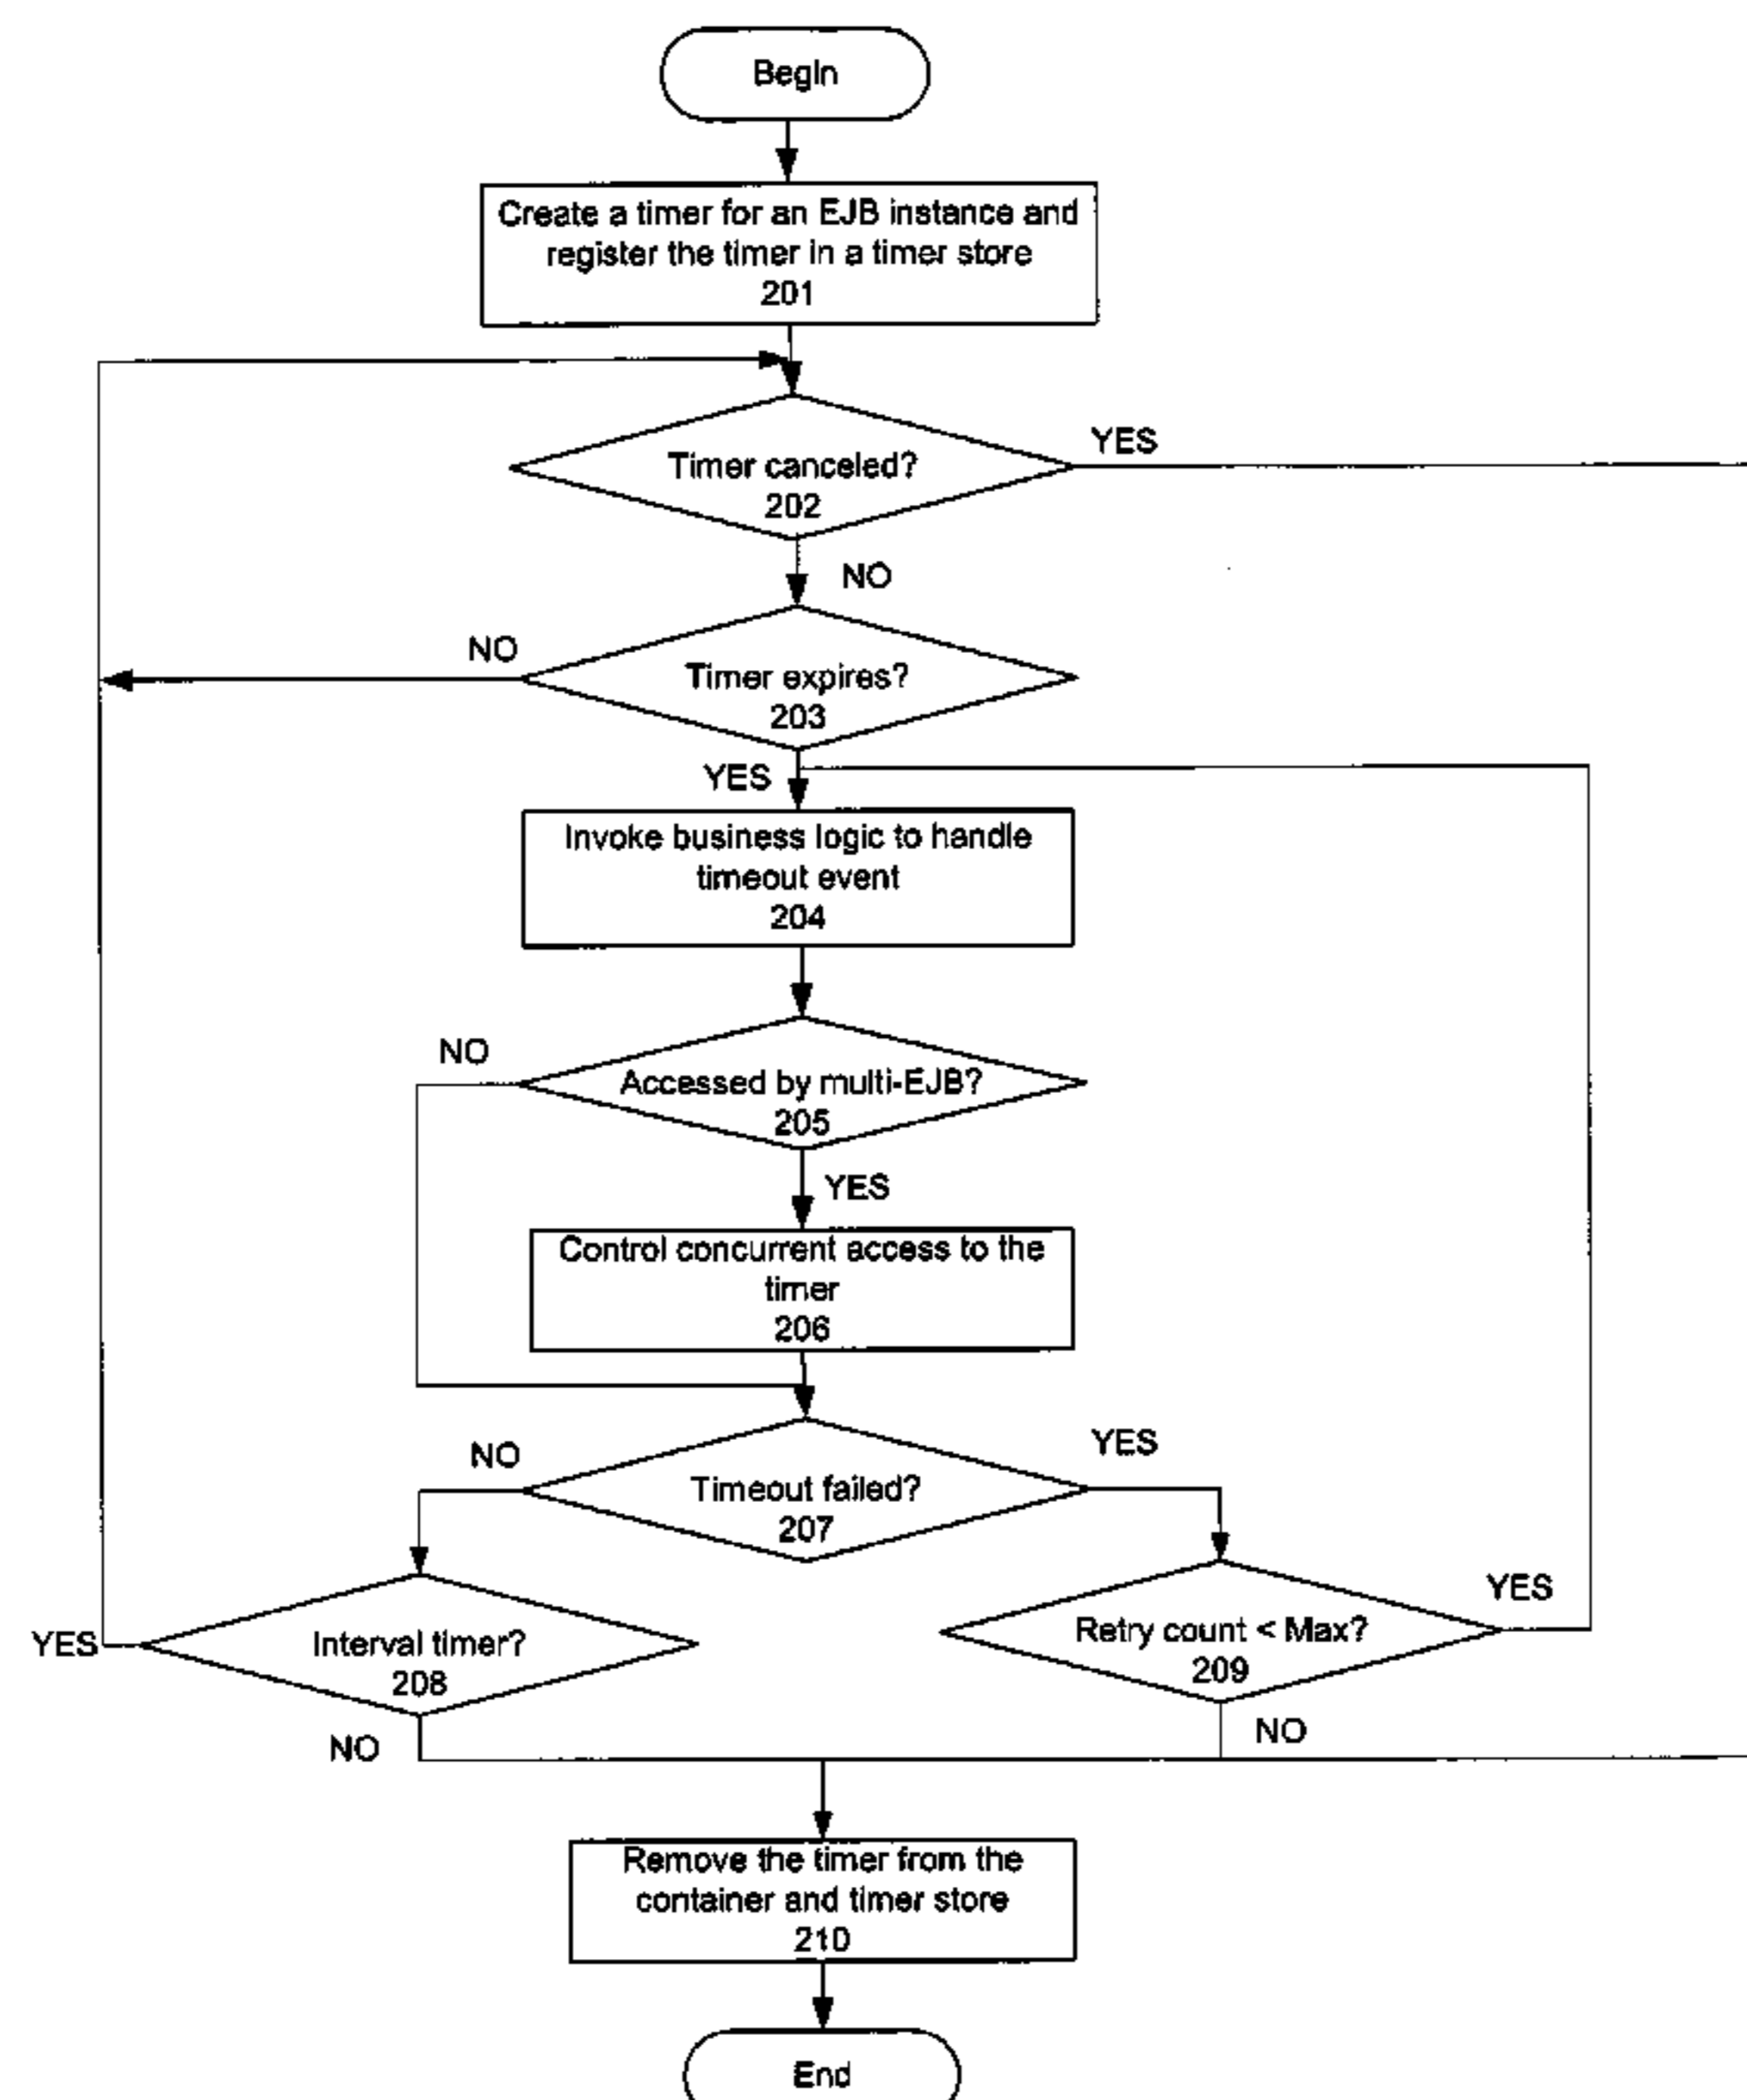 Begin
Create a timer for an EJB instance and
register the timer in a timer store
201
Timer canceled?
202
YES
NO
Timer expires?
203
NO
YES
Invoke business logic to handle
timeout event
204
Accessed by multi-EJB?
205
NO
YES
Control concurrent access to the
timer
206
Timeout failed?
207
NO
YES
Interval timer?
208
YES
NO
Retry count < Max?
209
YES
NO
Remove the timer from the
container and timer store
210
End